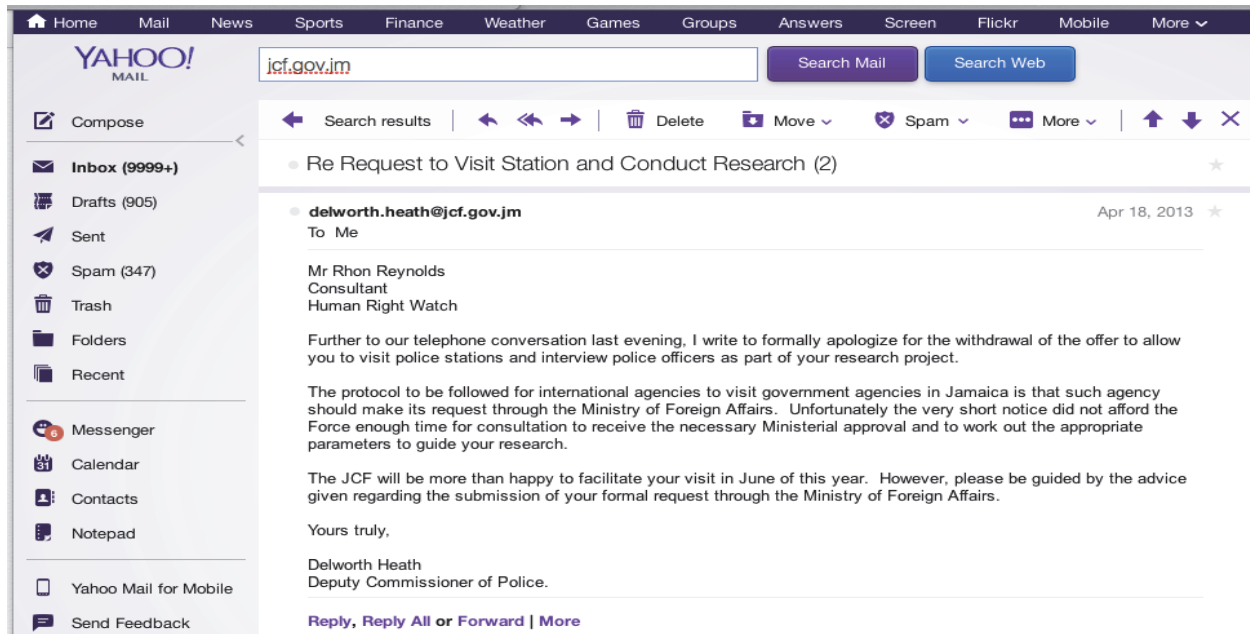 Home Mail News Sports Finance Weather Games Groups Answers Screen Flickr Mobile More
YAHOO!
MAIL
jcf.gov.jm
Search Mail
Search Web
Compose
Search results
Delete
Move
Spam
More
Inbox (9999+)
Drafts (905)
Sent
Spam (347)
Trash
Folders
Recent
6
Messenger
31
Calendar
Contacts
Notepad
Yahoo Mail for Mobile
Send Feedback
Re Request to Visit Station and Conduct Research (2)
delworth.heath@jcf.gov.jm
Apr 18, 2013
To Me
Mr Rhon Reynolds
Consultant
Human Right Watch
Further to our telephone conversation last evening, I write to formally apologize for the withdrawal of the offer to allow
you to visit police stations and interview police officers as part of your research project.
The protocol to be followed for international agencies to visit government agencies in Jamaica is that such agency
should make its request through the Ministry of Foreign Affairs. Unfortunately the very short notice did not afford the
Force enough time for consultation to receive the necessary Ministerial approval and to work out the appropriate
parameters to guide your research.
The JCF will be more than happy to facilitate your visit in June of this year. However, please be guided by the advice
given regarding the submission of your formal request through the Ministry of Foreign Affairs.
Yours truly,
Delworth Heath
Deputy Commissioner of Police.
Reply, Reply All or Forward | More